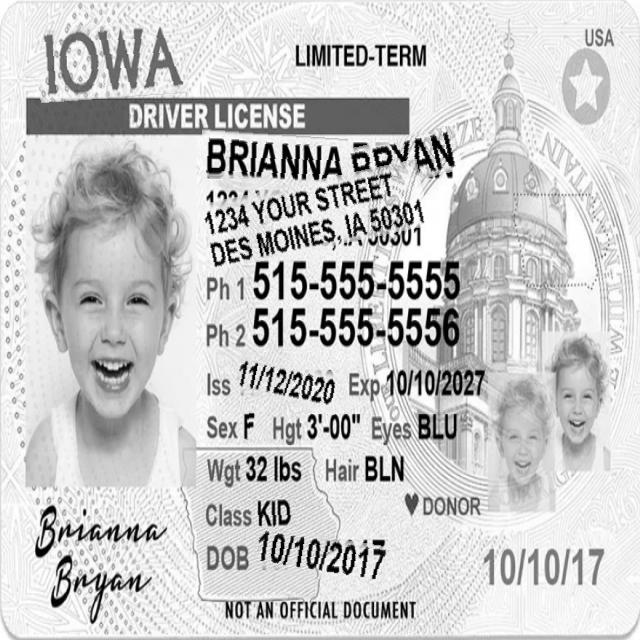 IOWA
LIMITED-TERM
USA
DRIVER LICENSE
BRIANNA BRYAN
1234 YOUR STREET
DES MOINES, IA 50301
Ph 1 515-555-5555
Ph 2 515-555-5556
Iss 11/12/2020 Exp 10/10/2027
Sex F Hgt 3'-00" Eyes BLU
Wgt 32 lbs Hair BLN
Class KID
♥ DONOR
DOB 10/10/2017
10/10/17
Brianna
Bryan
NOT AN OFFICIAL DOCUMENT